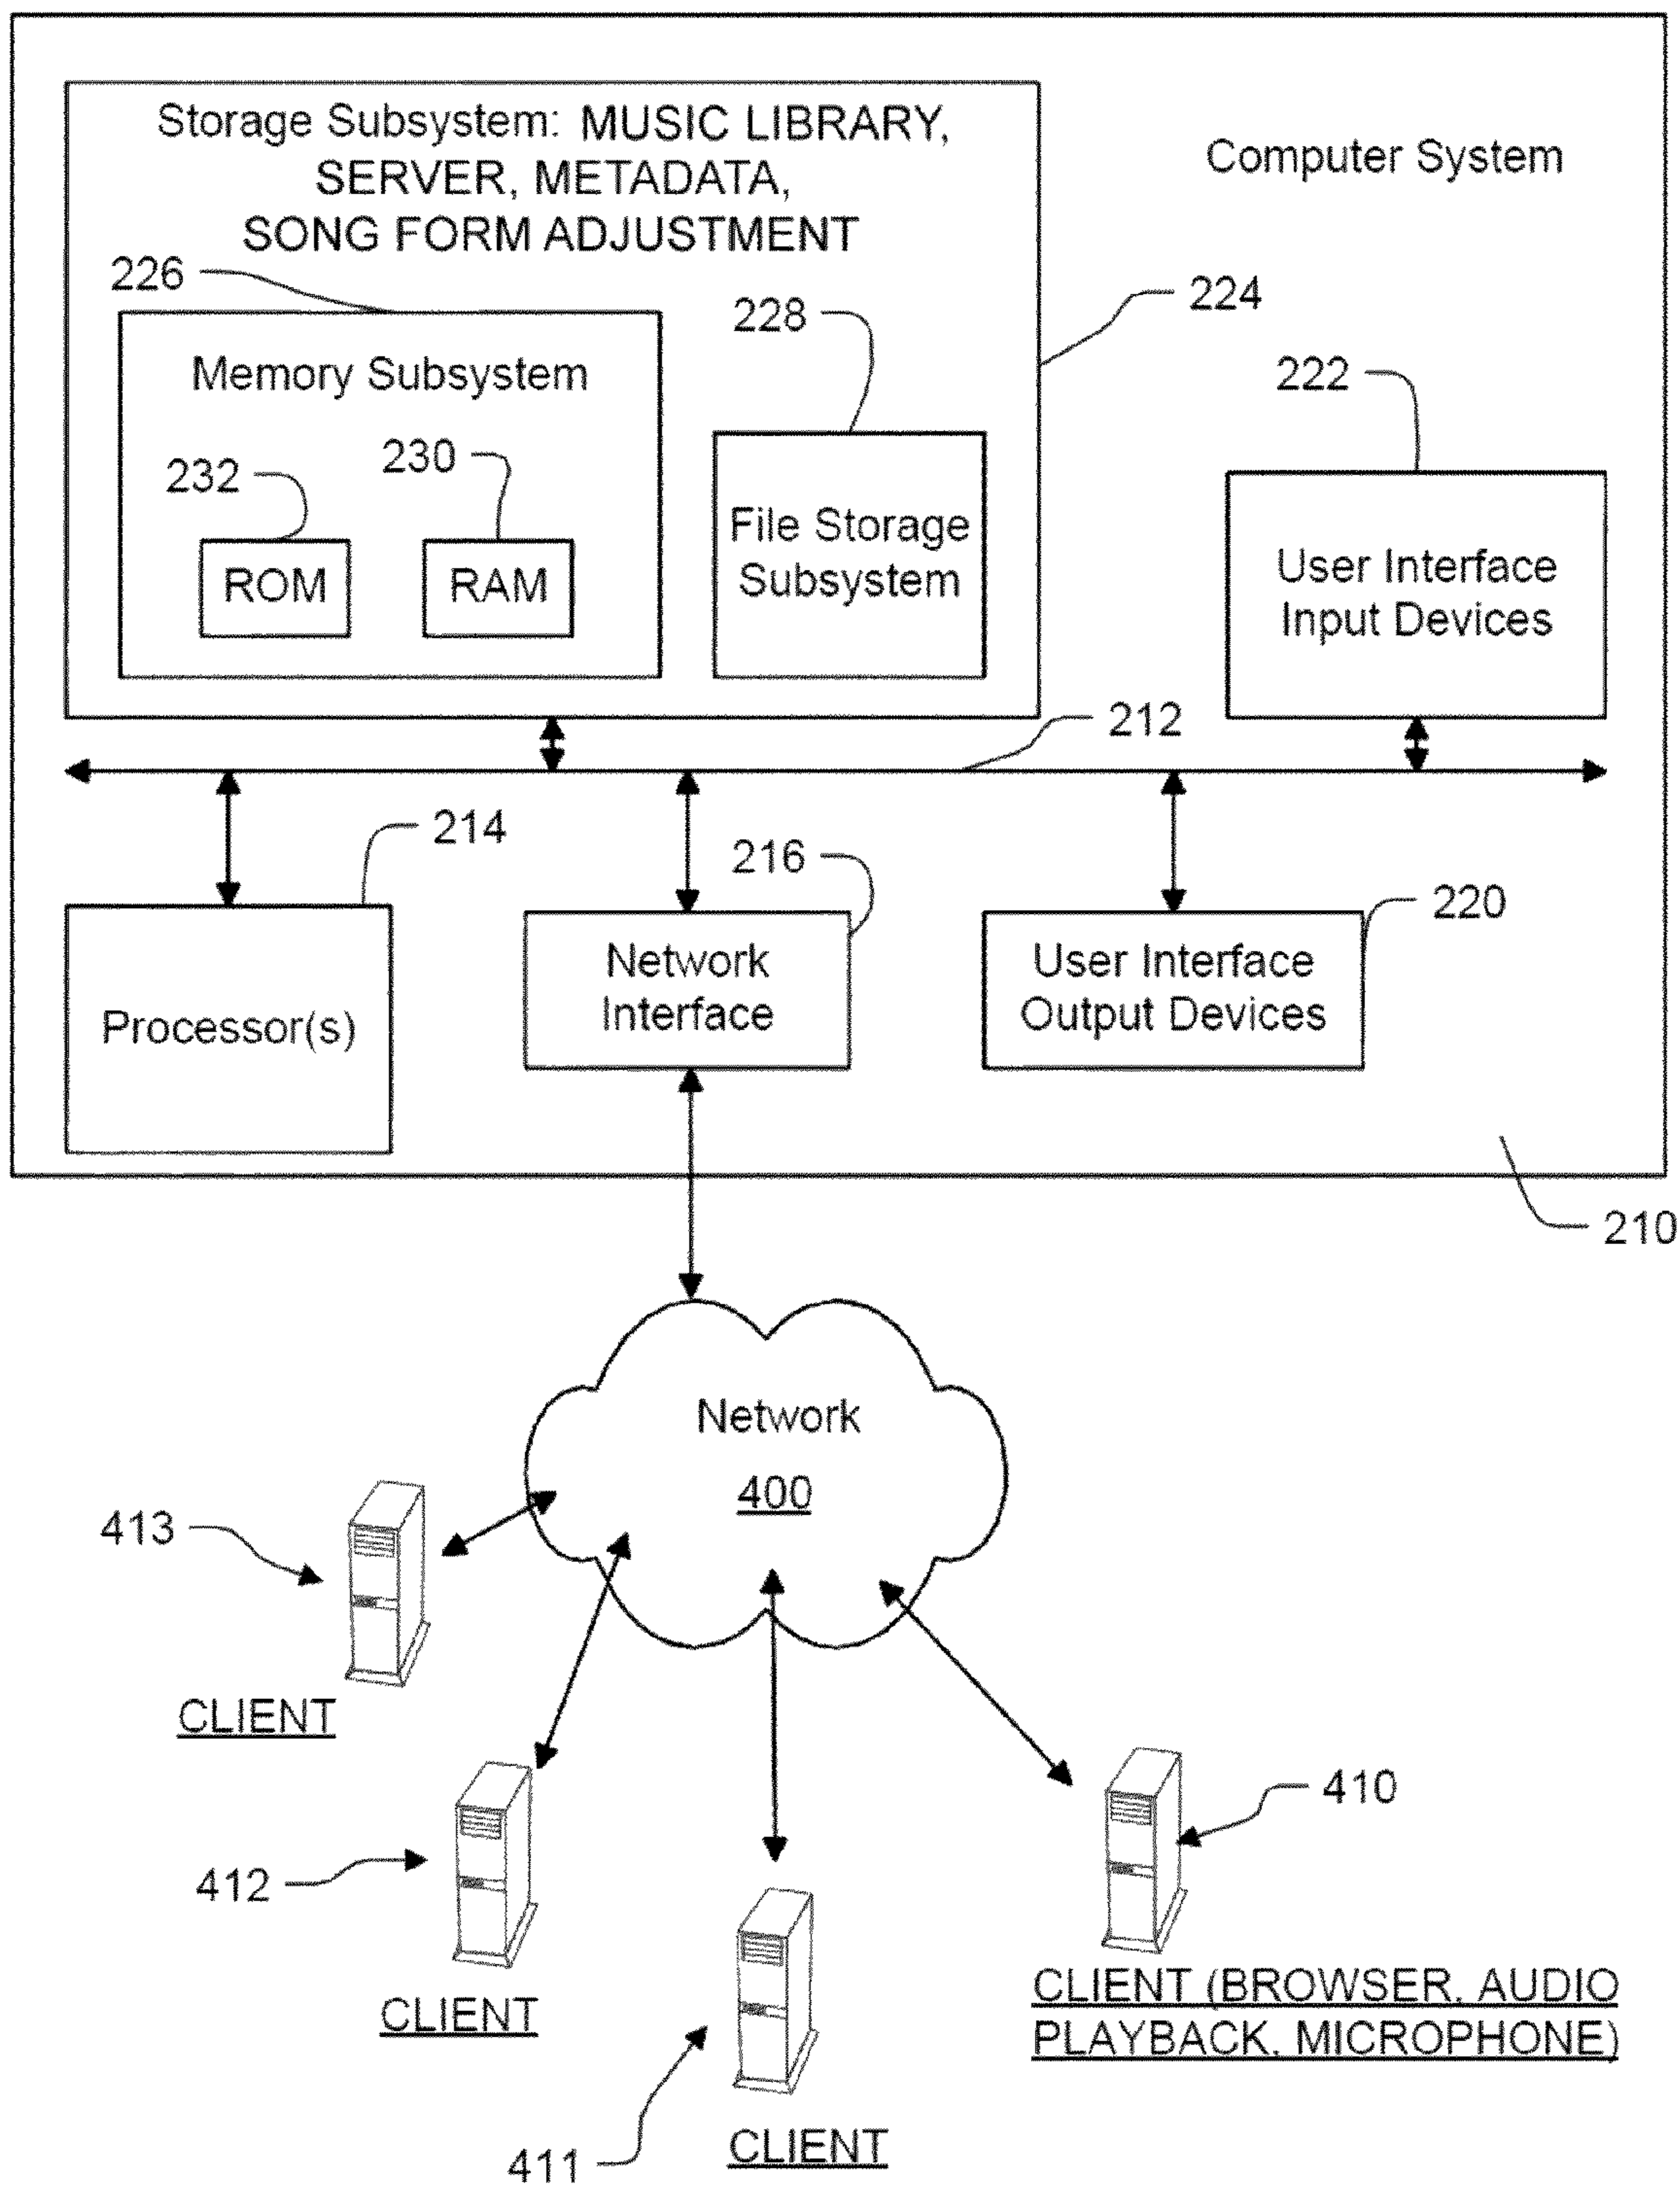 Storage Subsystem: MUSIC LIBRARY,
SERVER, METADATA,
SONG FORM ADJUSTMENT
Computer System
226
228
224
Memory Subsystem
222
232
230
File Storage
Subsystem
ROM
RAM
User Interface
Input Devices
212
214
216
220
Processor(s)
Network
Interface
User Interface
Output Devices
210
Network
400
413
CLIENT
410
412
CLIENT
CLIENT (BROWSER, AUDIO
PLAYBACK, MICROPHONE)
411
CLIENT